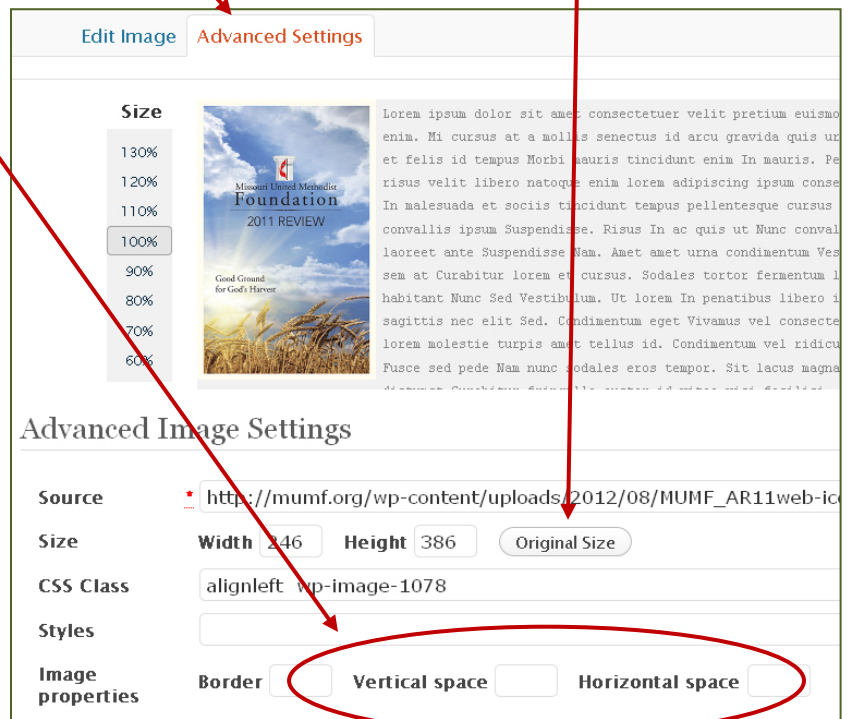 Edit Image Advanced Settings
Size
130%
120%
110%
100%
90%
80%
70%
60%
Missouri United Methodist
Foundation
2011 REVIEW
Good Ground
for God's Harvest
Lorem ipsum dolor sit amet consectetuer velit pretium euismo
enim. Mi cursus at a mollis senectus id arcu gravida quis ur
et felis id tempus Morbi mauris tincidunt enim In mauris. Pe
risus velit libero natoque enim lorem adipiscing ipsum conse
In malesuada et sociis tincidunt tempus pellentesque cursus
convallis ipsum Suspendisse. Risus In ac quis ut Nunc conval
laoreet ante Suspendisse Nam. Amet amet urna condimentum Ves
sem at Curabitur lorem et cursus. Sodales tortor fermentum l
habitant Nunc Sed Vestibulum. Ut lorem In penatibus libero i
sagittis nec elit Sed. Condimentum eget Vivamus vel consecte
lorem molestie turpis amet tellus id. Condimentum vel ridicu
Fusce sed pede Nam nunc sodales eros tempor. Sit lacus magna
Advanced Image Settings
Source * http://mumf.org/wp-content/uploads/2012/08/MUMF_AR11web-ico
Size Width 246 Height 386 Original Size
CSS Class alignleft wp-image-1078
Styles
Image
properties Border Vertical space Horizontal space